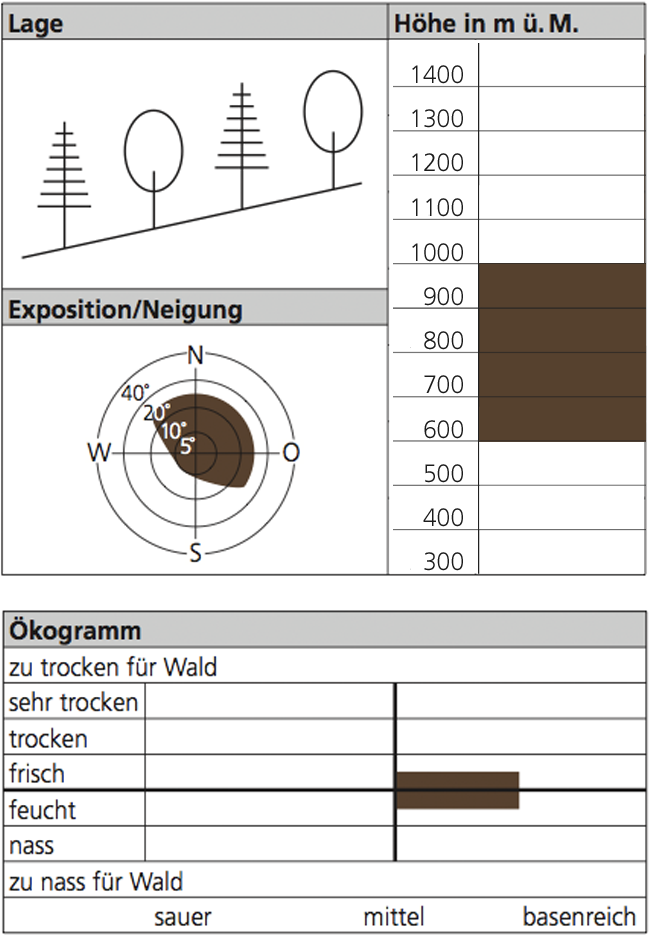 Lage
Höhe in m ü. M.
1400
1300
1200
1100
1000
900
800
700
600
500
400
300
Exposition/Neigung
N
40°
20°
10°
5°
W
O
S
Ökogramm
zu trocken für Wald
sehr trocken
trocken
frisch
feucht
nass
zu nass für Wald
sauer mittel basenreich